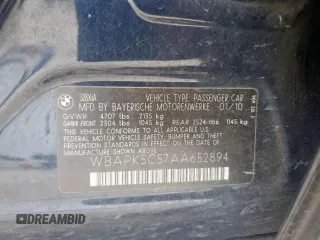 328XiA VEHICLE TYPE PASSENGER CAR
MFD BY BAYERISCHE MOTORENWERKE 01/10
GVWR 4707 lbs 2135 kg
GAWR FRONT 2304 lbs 1045 kg REAR 2524 lbs 1145 kg
THIS VEHICLE CONFORMS TO ALL APPLICABLE
FEDERAL MOTOR VEHICLE SAFETY, BUMPER AND THEFT
PREVENTION STANDARDS IN EFFECT ON THE DATE OF
MANUFACTURE SHOWN ABOVE
WBAPK5C57AA652894
DREAMBID